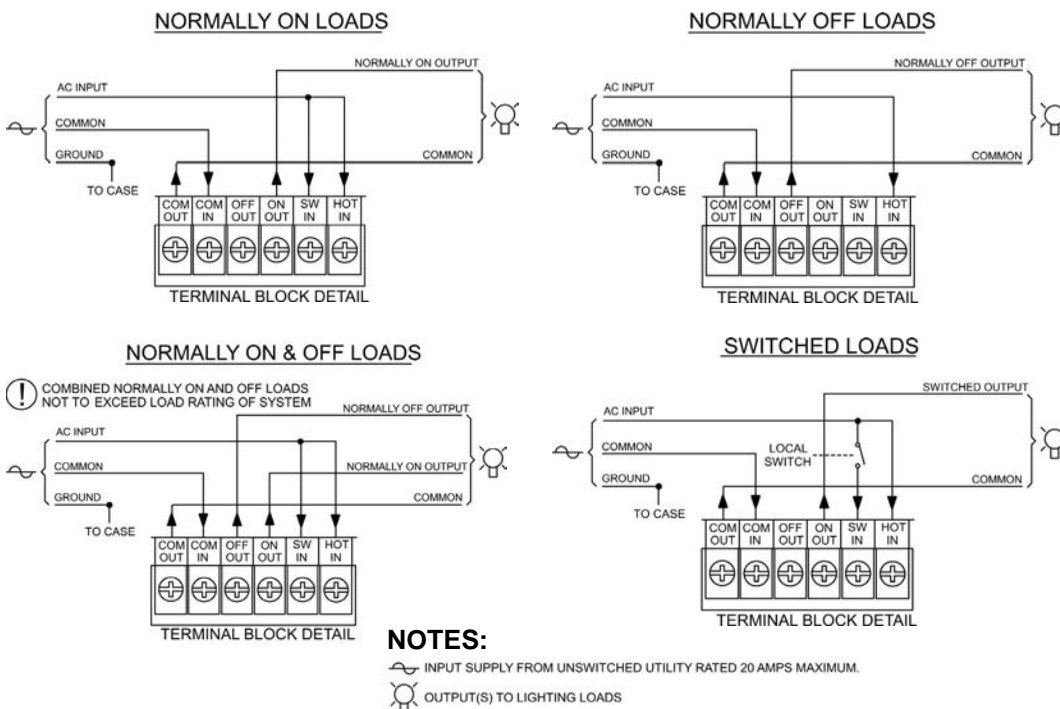 NORMALLY ON LOADS
NORMALLY ON OUTPUT
AC INPUT
COMMON
GROUND
COMMON
TO CASE
COM OUT
COM IN
OFF OUT
ON OUT
SW IN
HOT IN
TERMINAL BLOCK DETAIL
NORMALLY OFF LOADS
NORMALLY OFF OUTPUT
AC INPUT
COMMON
GROUND
COMMON
TO CASE
COM OUT
COM IN
OFF OUT
ON OUT
SW IN
HOT IN
TERMINAL BLOCK DETAIL
NORMALLY ON & OFF LOADS
! COMBINED NORMALLY ON AND OFF LOADS
NOT TO EXCEED LOAD RATING OF SYSTEM
NORMALLY OFF OUTPUT
AC INPUT
COMMON
NORMALLY ON OUTPUT
GROUND
COMMON
TO CASE
COM OUT
COM IN
OFF OUT
ON OUT
SW IN
HOT IN
TERMINAL BLOCK DETAIL
SWITCHED LOADS
SWITCHED OUTPUT
AC INPUT
COMMON
LOCAL
SWITCH
GROUND
COMMON
TO CASE
COM OUT
COM IN
OFF OUT
ON OUT
SW IN
HOT IN
TERMINAL BLOCK DETAIL
NOTES:
INPUT SUPPLY FROM UNSWITCHED UTILITY RATED 20 AMPS MAXIMUM.
OUTPUT(S) TO LIGHTING LOADS